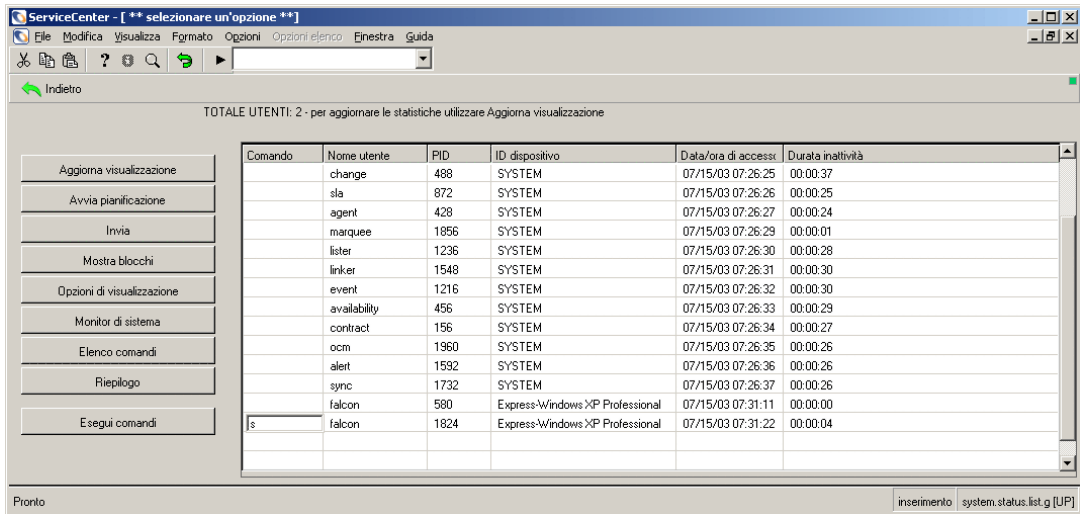 ServiceCenter - [ ** selezionare un'opzione **]
File Modifica Visualizza Formato Opzioni Opzioni elenco Finestra Guida
Indietro
TOTALE UTENTI: 2 - per aggiornare le statistiche utilizzare Aggiorna visualizzazione
Aggiorna visualizzazione
Avvia pianificazione
Invia
Mostra blocchi
Opzioni di visualizzazione
Monitor di sistema
Elenco comandi
Riepilogo
Esegui comandi
Comando Nome utente PID ID dispositivo Data/ora di accesso Durata inattività
change 488 SYSTEM 07/15/03 07:26:25 00:00:37
sla 872 SYSTEM 07/15/03 07:26:26 00:00:25
agent 428 SYSTEM 07/15/03 07:26:27 00:00:24
marquee 1856 SYSTEM 07/15/03 07:26:29 00:00:01
lister 1236 SYSTEM 07/15/03 07:26:30 00:00:28
linker 1548 SYSTEM 07/15/03 07:26:31 00:00:30
event 1216 SYSTEM 07/15/03 07:26:32 00:00:30
availability 456 SYSTEM 07/15/03 07:26:33 00:00:29
contract 156 SYSTEM 07/15/03 07:26:34 00:00:27
ocm 1960 SYSTEM 07/15/03 07:26:35 00:00:26
alert 1592 SYSTEM 07/15/03 07:26:36 00:00:26
sync 1732 SYSTEM 07/15/03 07:26:37 00:00:26
falcon 580 Express-Windows XP Professional 07/15/03 07:31:11 00:00:00
s falcon 1824 Express-Windows XP Professional 07/15/03 07:31:22 00:00:04
Pronto
inserimento system.status.list.g [UP]